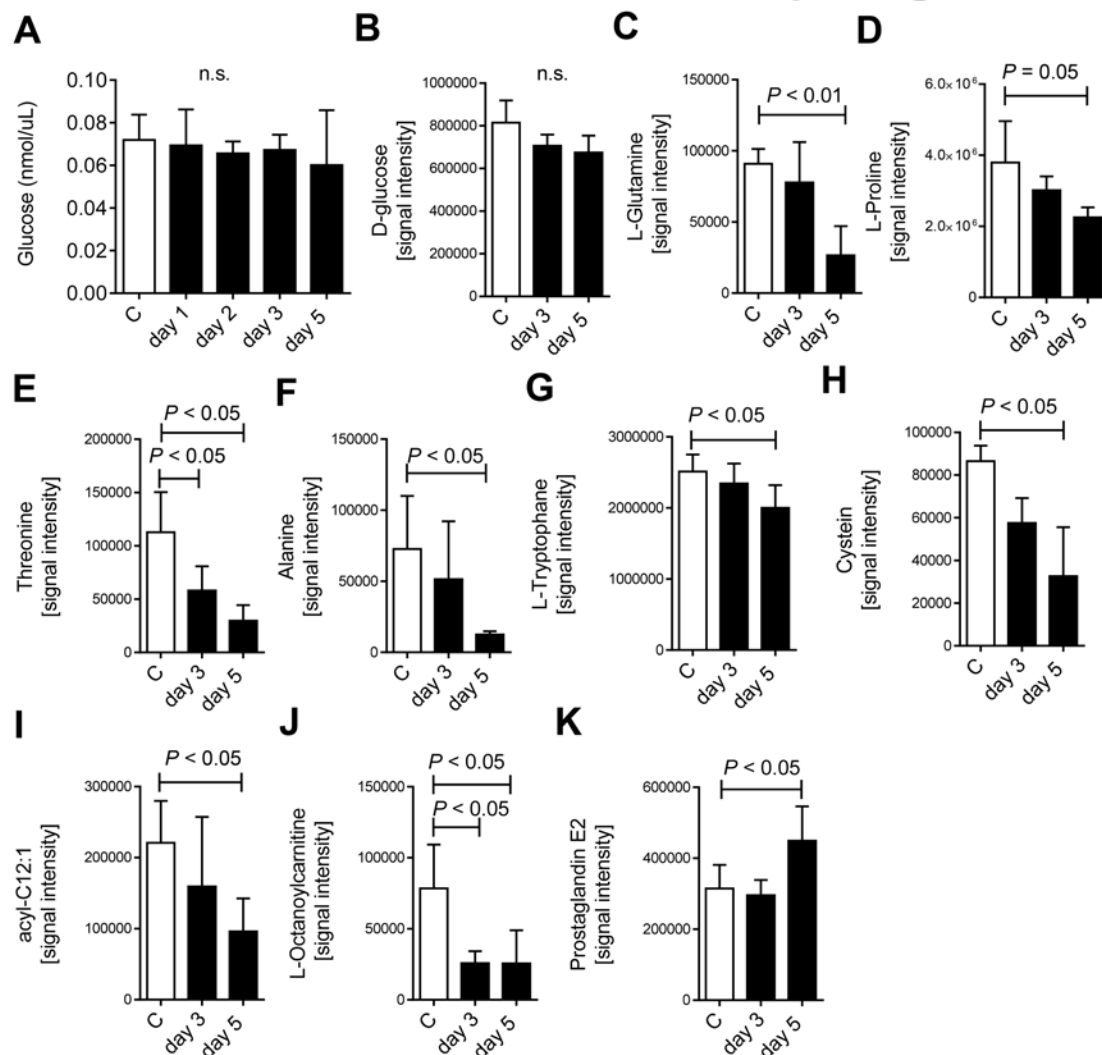 A
n.s.
Glucose (nmol/uL)
0.10
0.08
0.06
0.04
0.02
0.00
C
day 1
day 2
day 3
day 5
B
n.s.
D-glucose
[signal intensity]
1000000
800000
600000
400000
200000
0
C
day 3
day 5
C
P < 0.01
L-Glutamine
[signal intensity]
150000
100000
50000
0
C
day 3
day 5
D
P = 0.05
L-Proline
[signal intensity]
6.0×10⁶
4.0×10⁶
2.0×10⁶
0
C
day 3
day 5
E
P < 0.05
P < 0.05
Threonine
[signal intensity]
200000
150000
100000
50000
0
C
day 3
day 5
F
P < 0.05
Alanine
[signal intensity]
150000
100000
50000
0
C
day 3
day 5
G
P < 0.05
L-Tryptophane
[signal intensity]
3000000
2000000
1000000
0
C
day 3
day 5
H
P < 0.05
Cystein
[signal intensity]
100000
80000
60000
40000
20000
0
C
day 3
day 5
I
P < 0.05
acyl-C12:1
[signal intensity]
300000
200000
100000
0
C
day 3
day 5
J
P < 0.05
P < 0.05
L-Octanoylcarnitine
[signal intensity]
150000
100000
50000
0
C
day 3
day 5
K
P < 0.05
Prostaglandin E2
[signal intensity]
600000
400000
200000
0
C
day 3
day 5